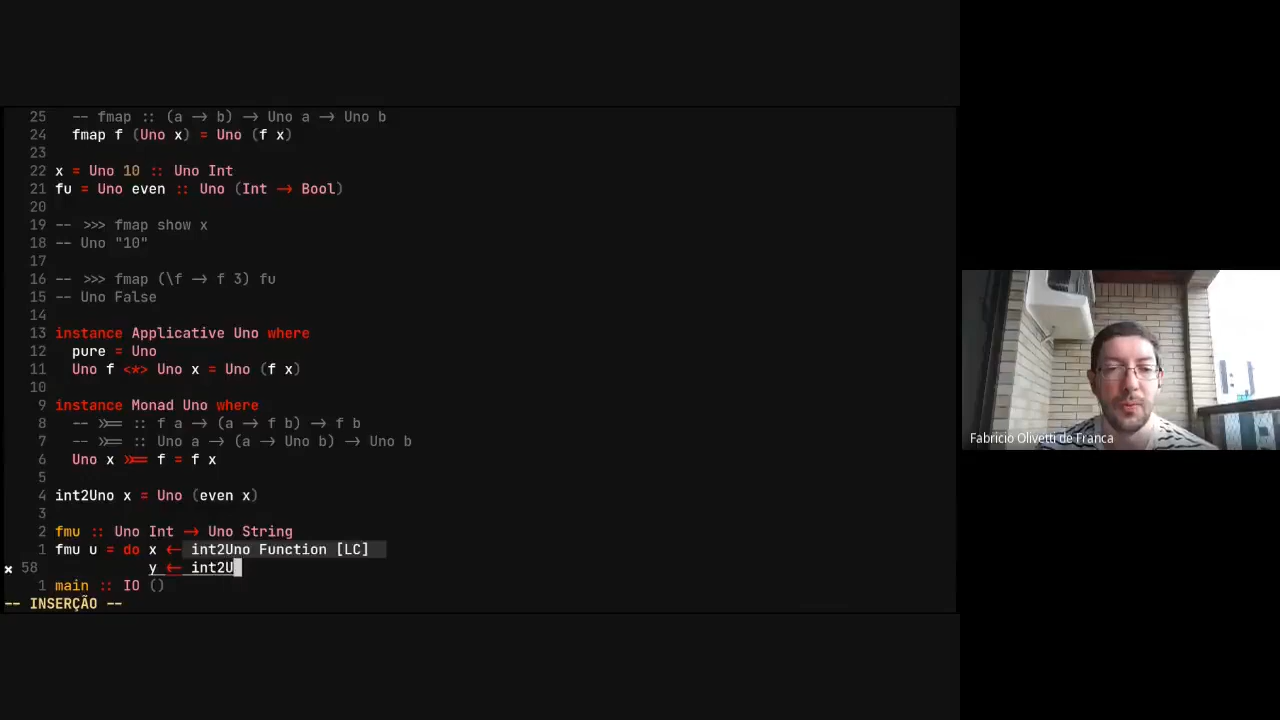 25 -- fmap :: (a -> b) -> Uno a -> Uno b
24 fmap f (Uno x) = Uno (f x)
23
22 x = Uno 10 :: Uno Int
21 fu = Uno even :: Uno (Int -> Bool)
20
19 -- >>> fmap show x
18 -- Uno "10"
17
16 -- >>> fmap (\f -> f 3) fu
15 -- Uno False
14
13 instance Applicative Uno where
12 pure = Uno
11 Uno f <*> Uno x = Uno (f x)
10
9 instance Monad Uno where
8 -- >>= :: f a -> (a -> f b) -> f b
7 -- >>= :: Uno a -> (a -> Uno b) -> Uno b
6 Uno x >>= f = f x
5
4 int2Uno x = Uno (even x)
3
2 fmu :: Uno Int -> Uno String
1 fmu u = do x <- int2Uno Function [LC]
× 58 y <- int2U
1 main :: IO ()
-- INSERÇÃO --
Fabrício Olivetti de França